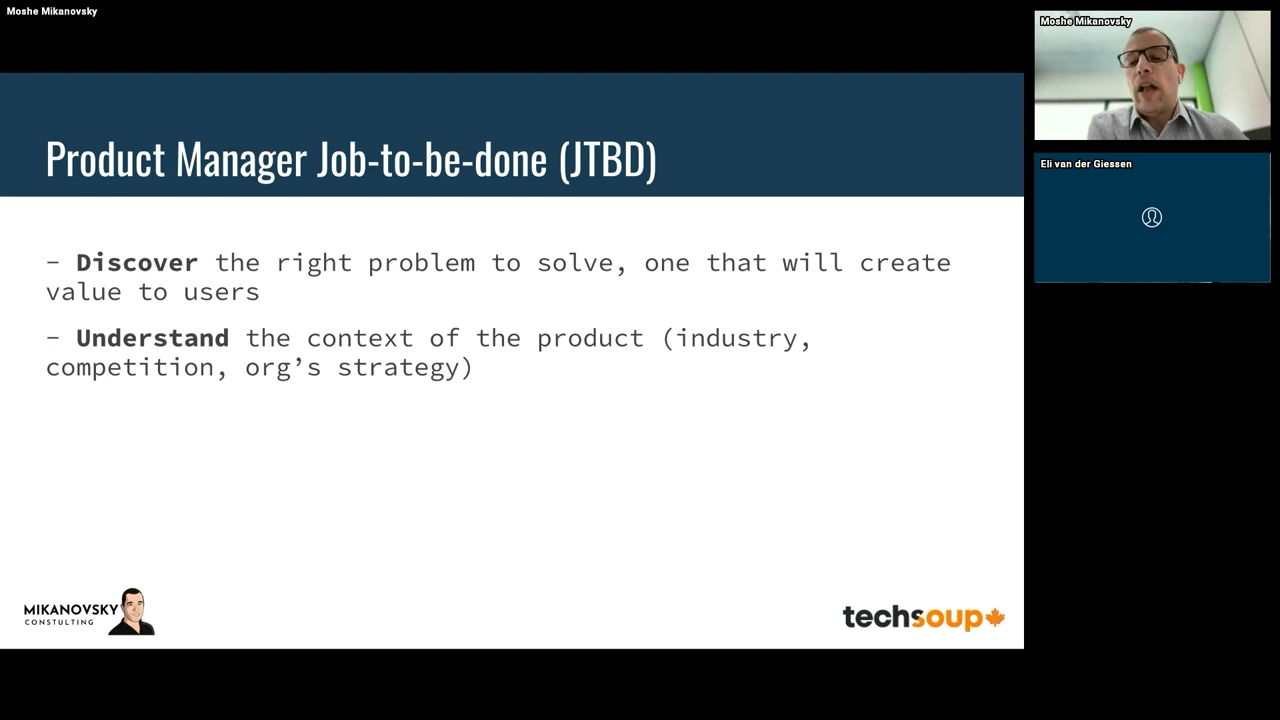 Moshe Mikanovsky
Moshe Mikanovsky
Eli van der Giessen
Product Manager Job-to-be-done (JTBD)
- Discover the right problem to solve, one that will create
value to users
- Understand the context of the product (industry,
competition, org’s strategy)
MIKANOVSKY
CONSTULTING
techsoup